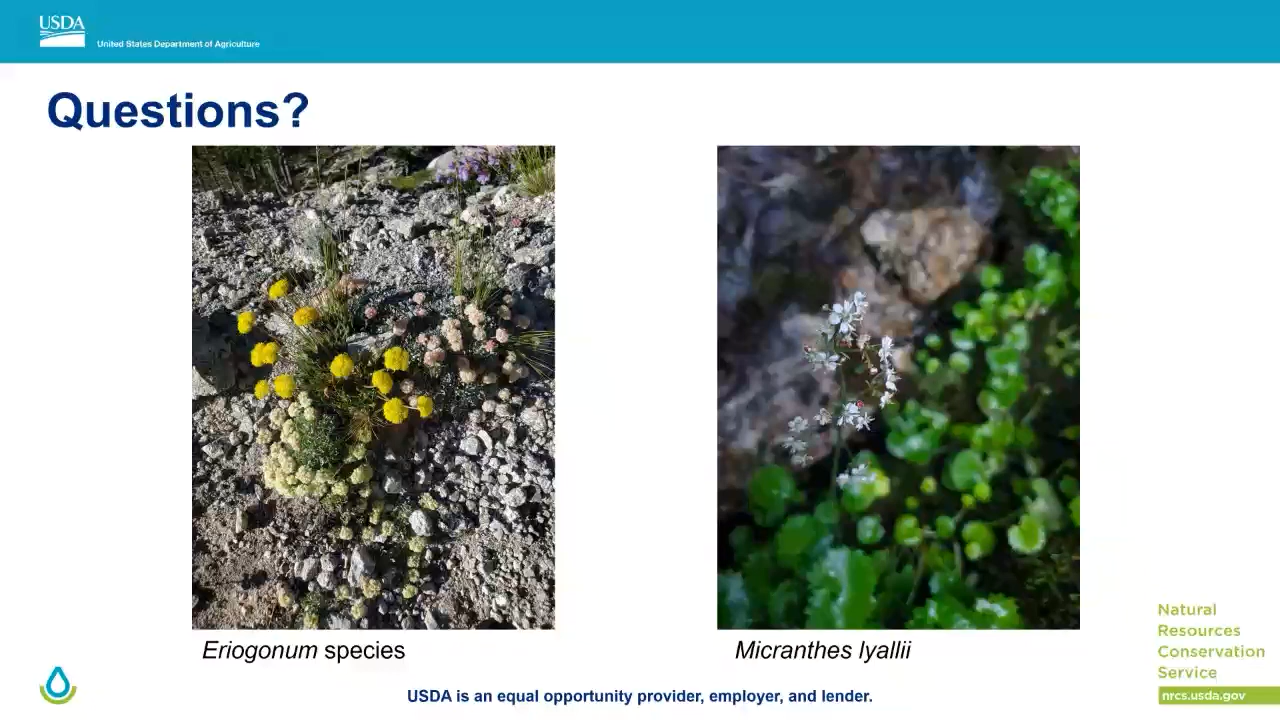 USDA
United States Department of Agriculture
Questions?
Eriogonum species
Micranthes lyallii
Natural
Resources
Conservation
Service
nrcs.usda.gov
USDA is an equal opportunity provider, employer, and lender.